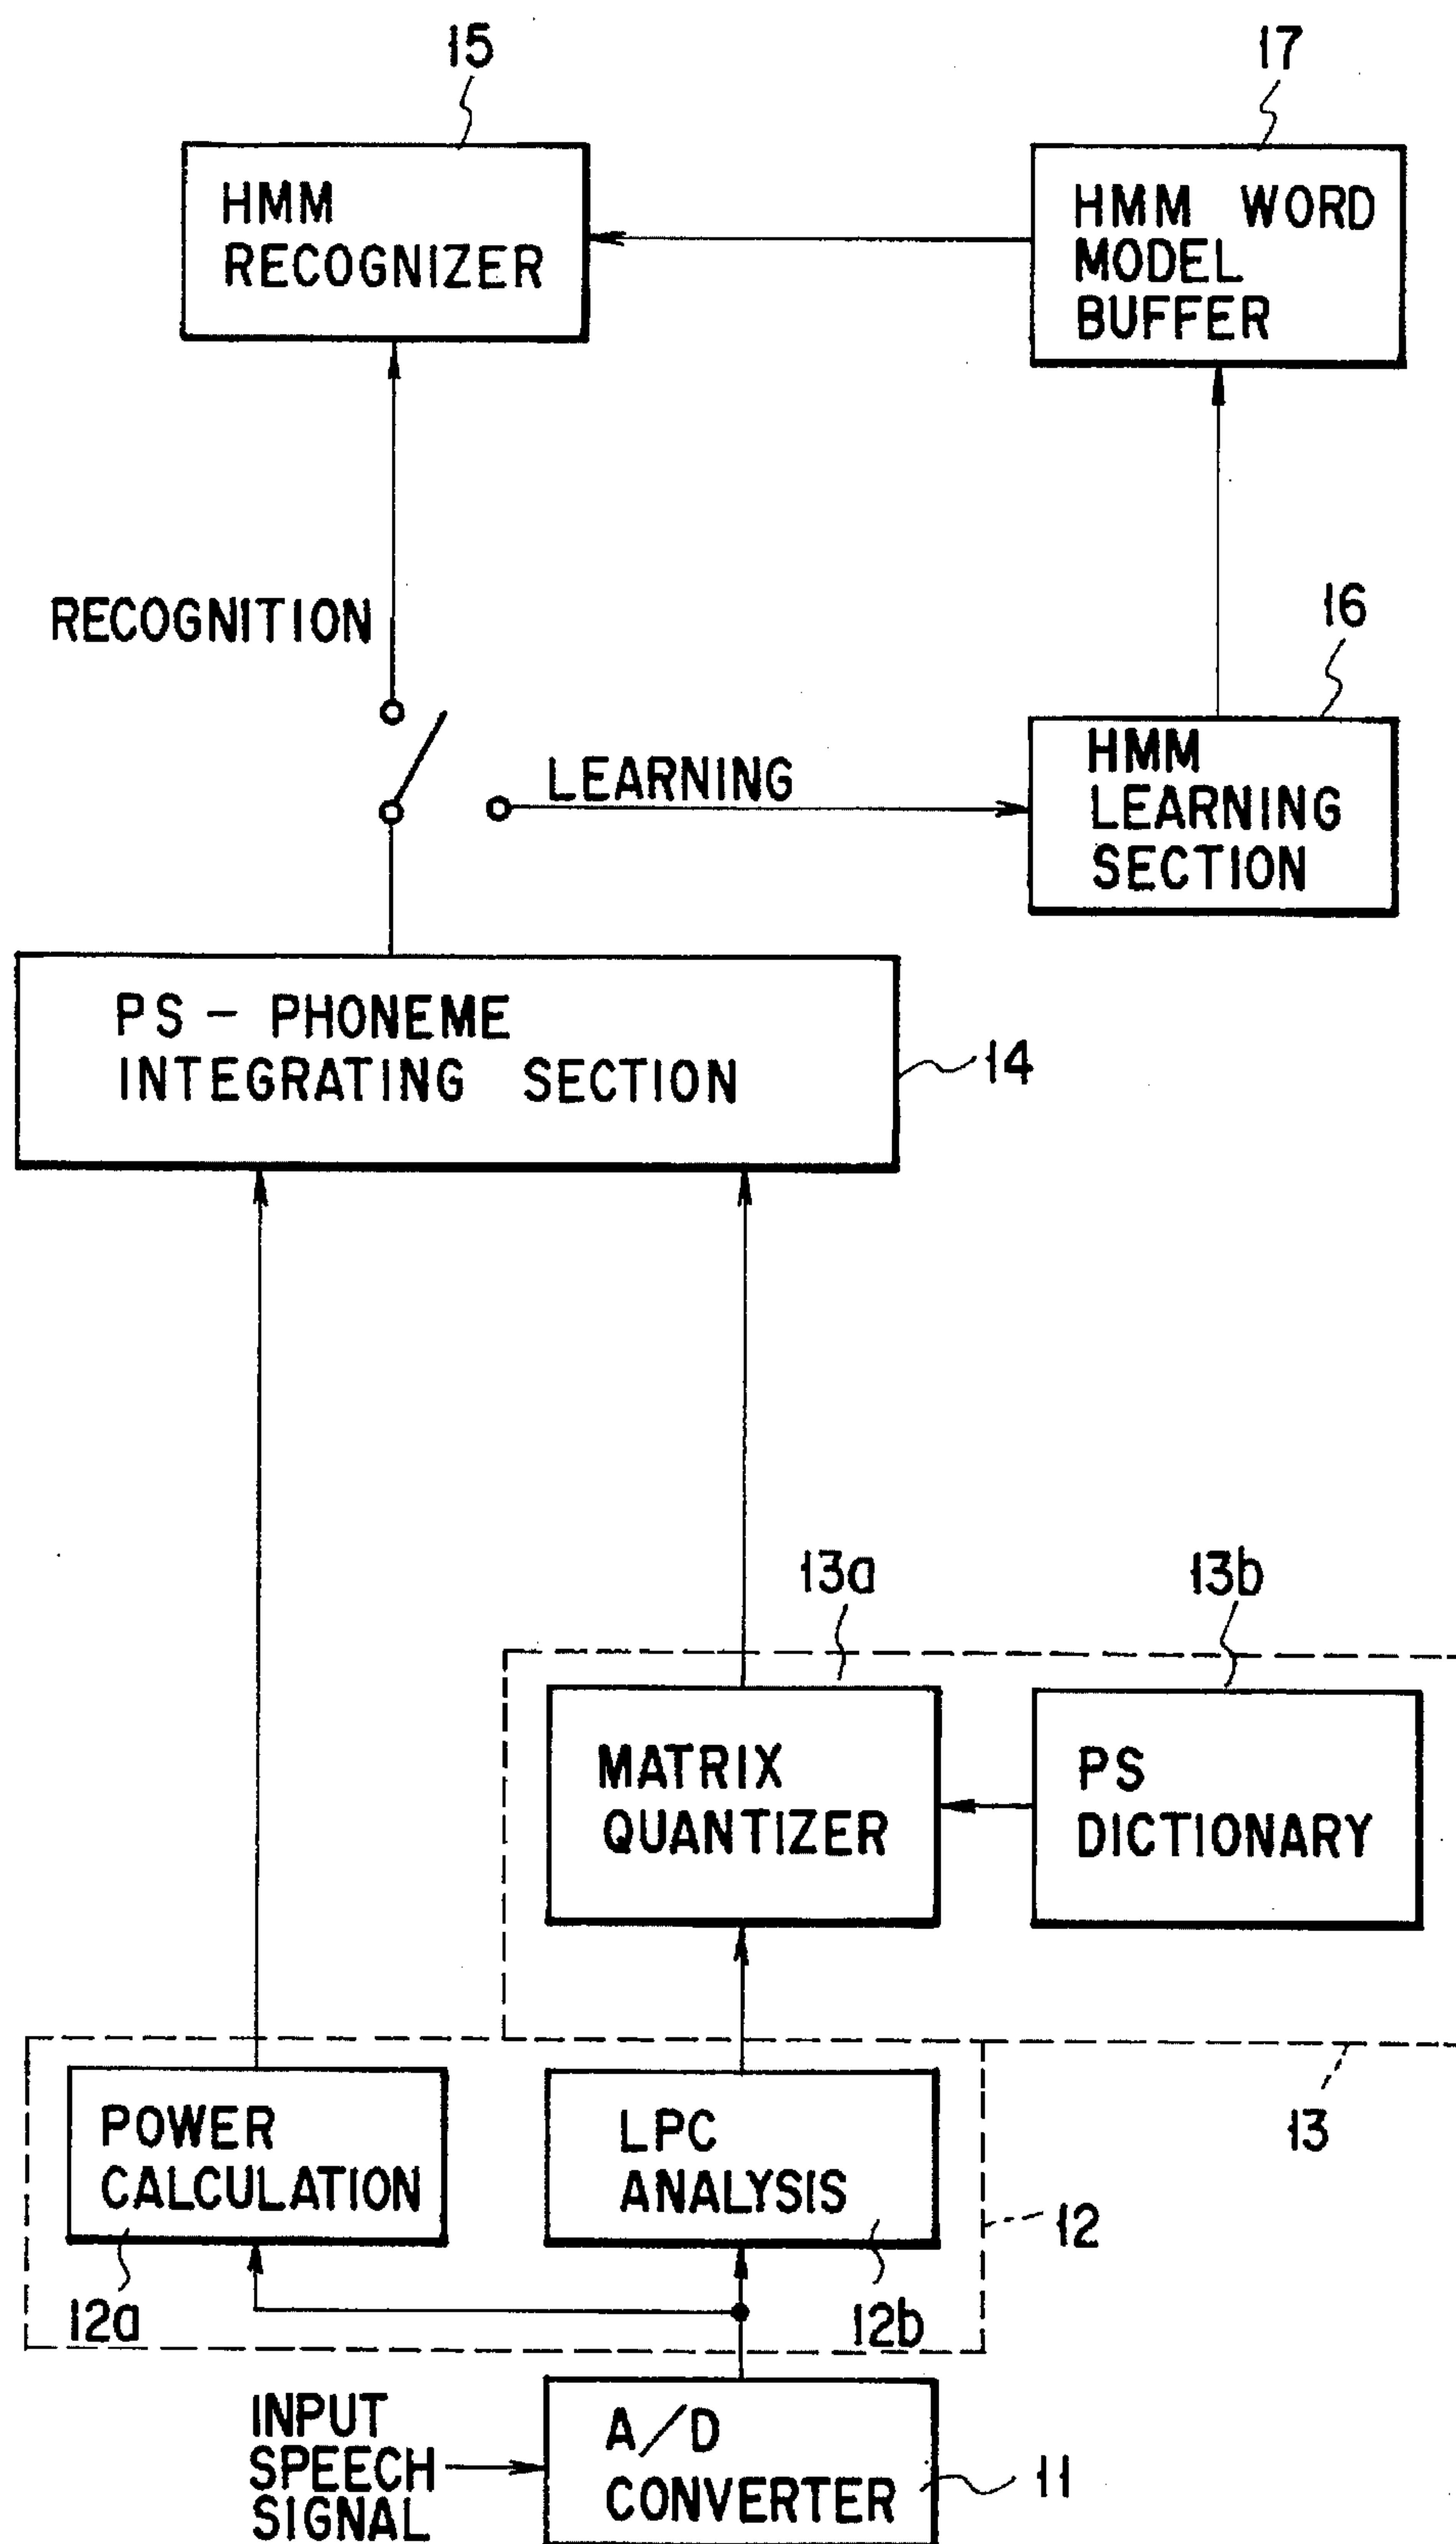 15
17
HMM
RECOGNIZER
HMM WORD
MODEL
BUFFER
RECOGNITION
16
LEARNING
HMM
LEARNING
SECTION
PS - PHONEME
INTEGRATING SECTION
14
13a
13b
MATRIX
QUANTIZER
PS
DICTIONARY
POWER
CALCULATION
LPC
ANALYSIS
13
12
12a
12b
INPUT
SPEECH
SIGNAL
A/D
CONVERTER
11